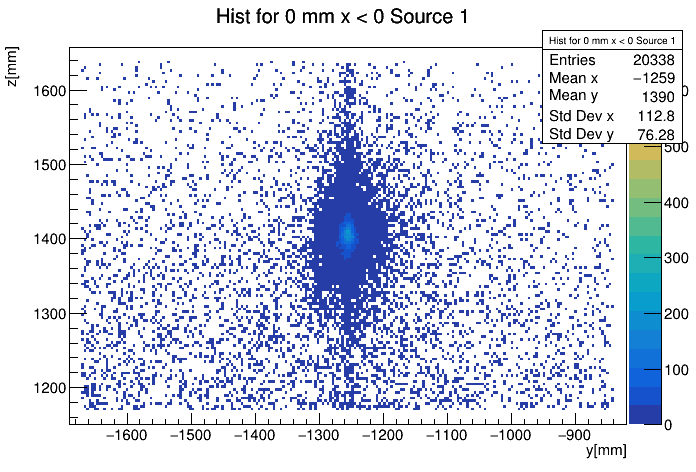 Hist for 0 mm x < 0 Source 1
z[mm]
Hist for 0 mm x < 0 Source 1
Entries 20338
Mean x −1259
Mean y 1390
Std Dev x 112.8
Std Dev y 76.28
1600
1500
1400
1300
1200
500
400
300
200
100
0
−1600 −1500 −1400 −1300 −1200 −1100 −1000 −900
y[mm]